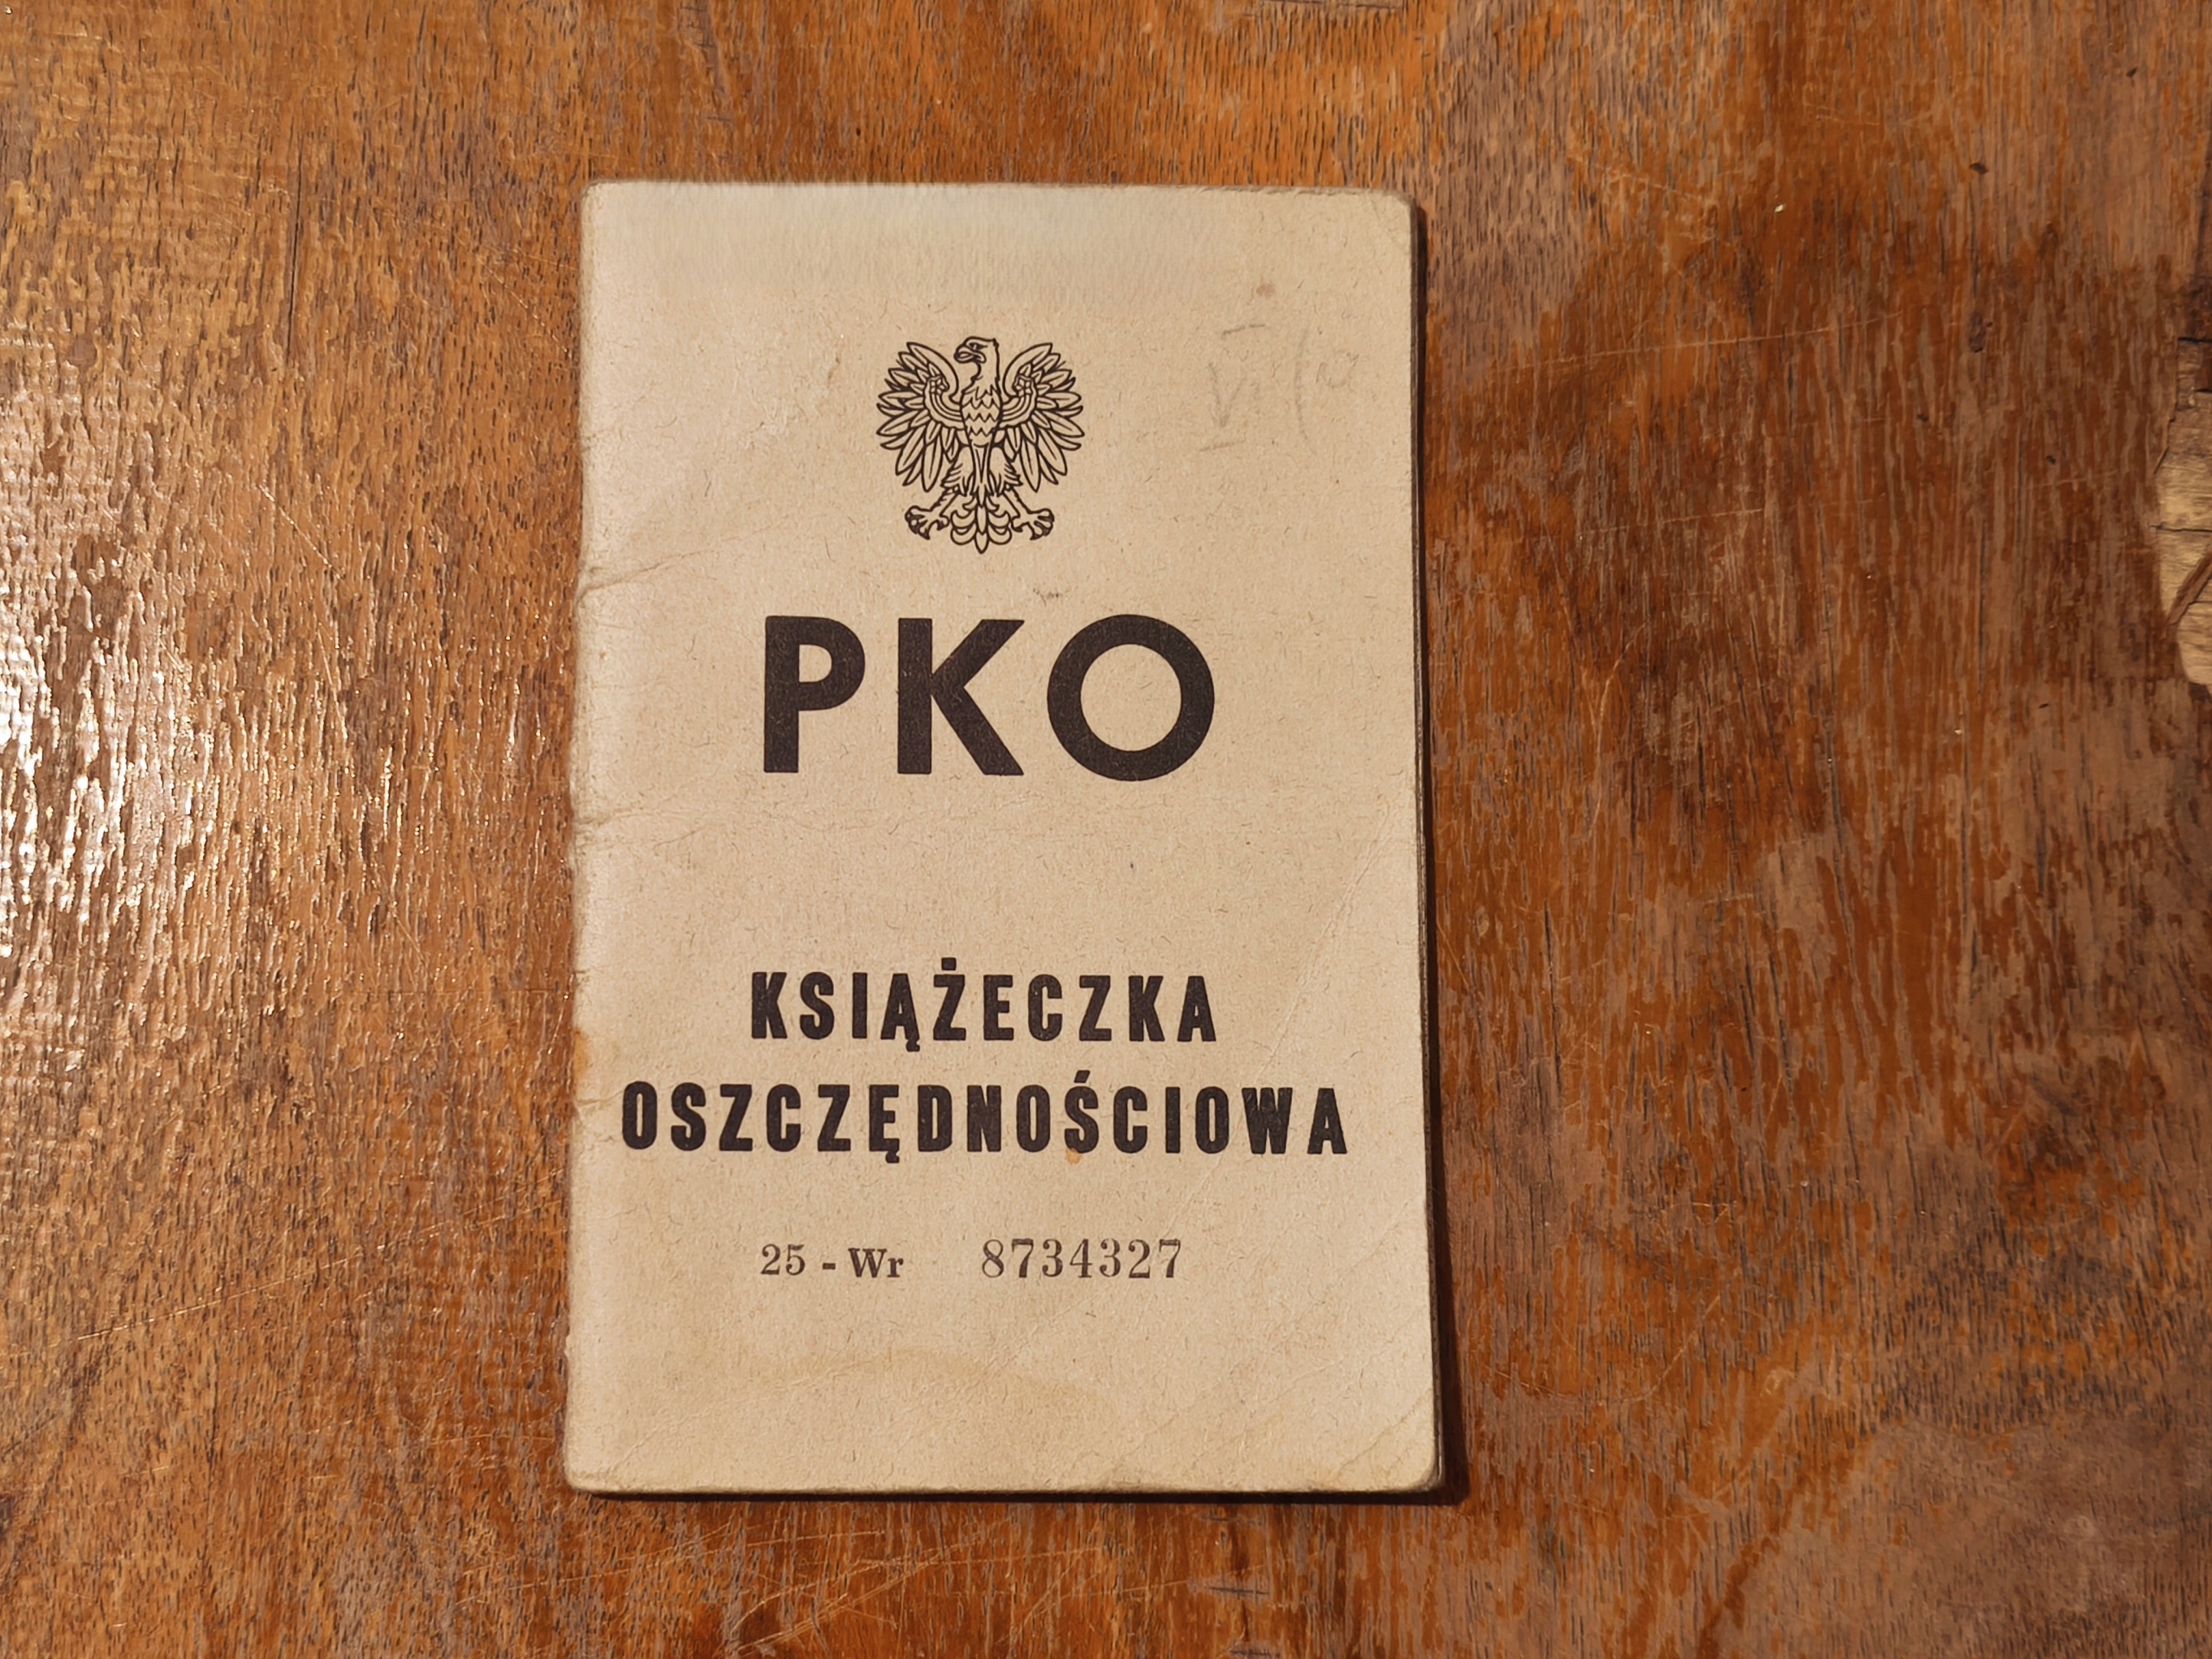 PKO
KSIĄŻECZKA
OSZCZĘDNOŚCIOWA
25 - Wr 8734327